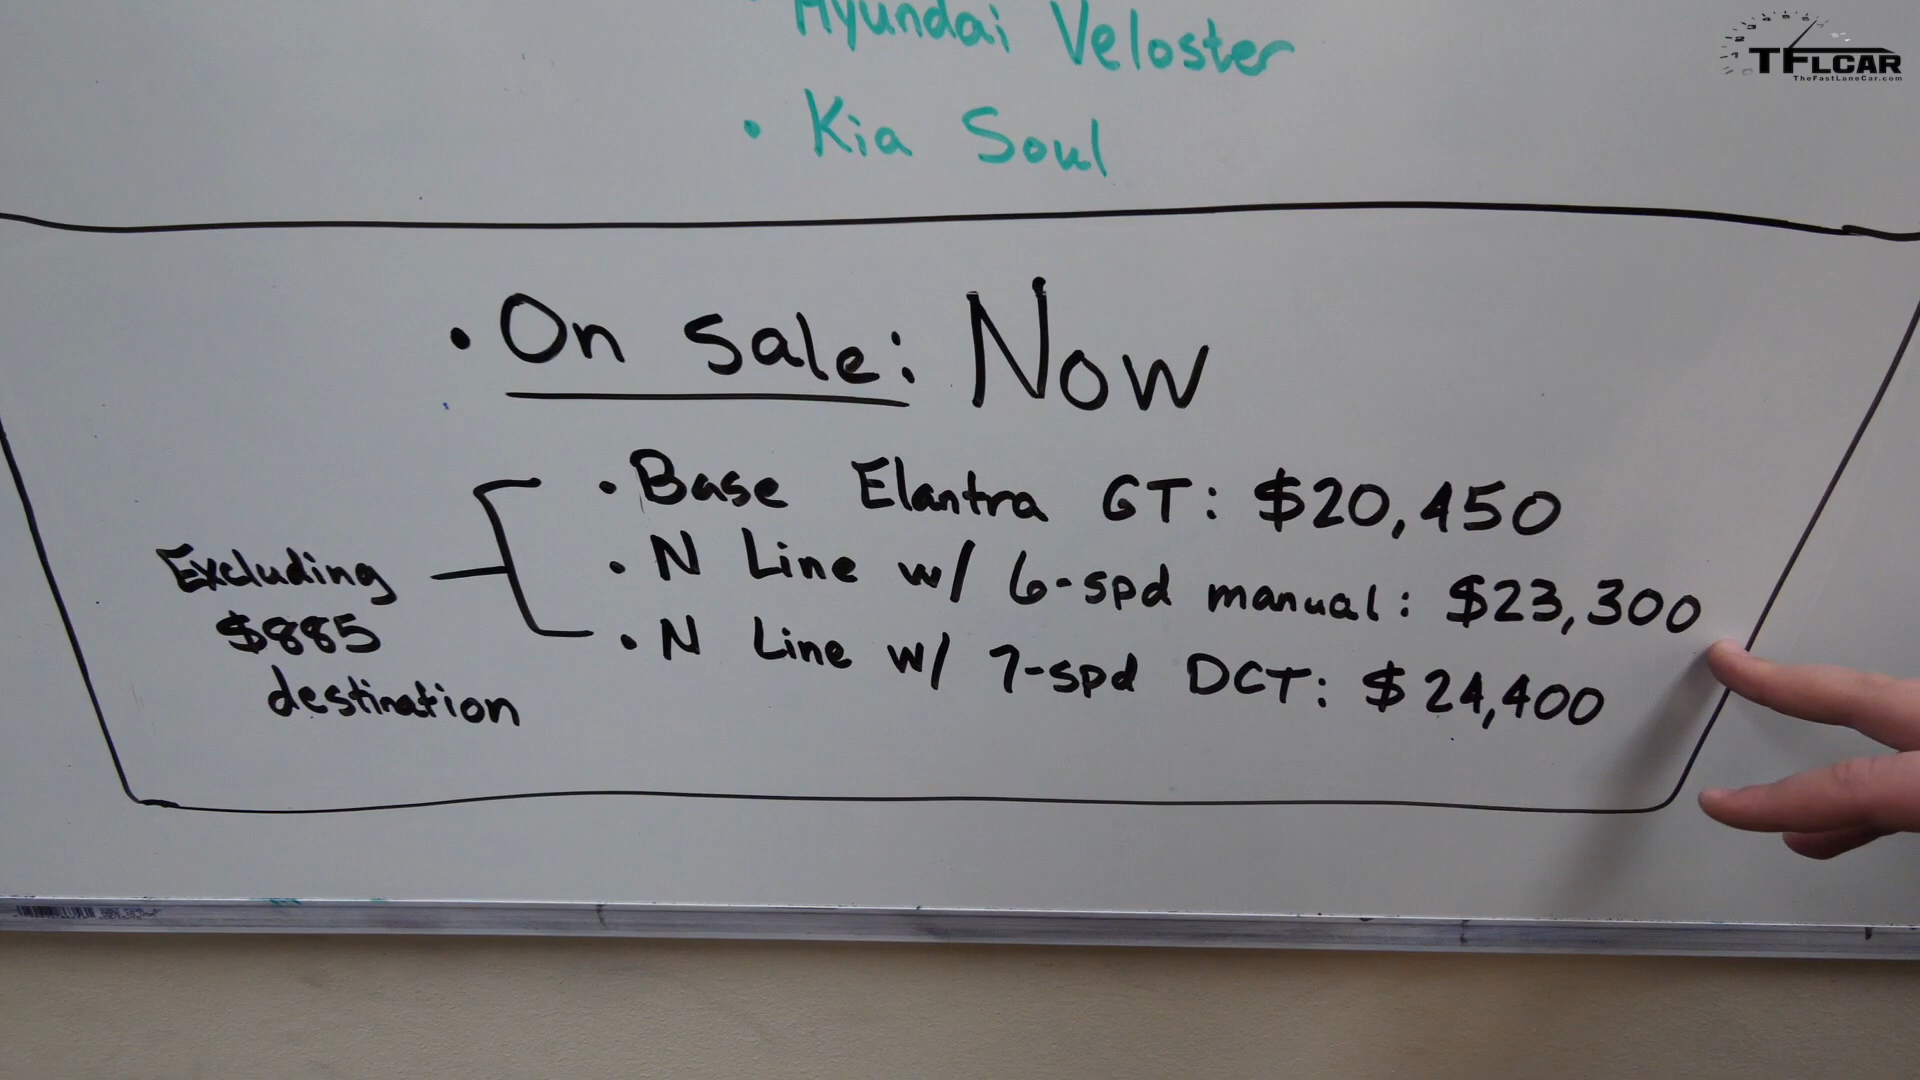 • Hyundai Veloster
• Kia Soul
TFLCAR
TheFastLaneCar.com
• On Sale: Now
• Base Elantra GT: $20,450
• N Line w/ 6-spd manual: $23,300
• N Line w/ 7-spd DCT: $24,400
Excluding
$885
destination